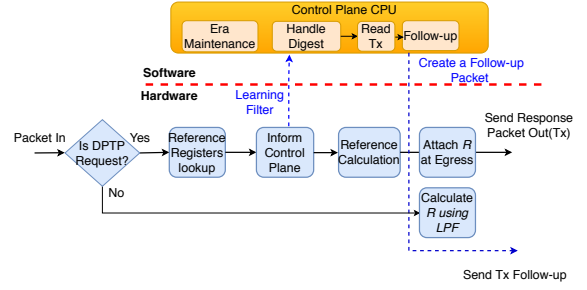 Control Plane CPU
Era
Maintenance
Handle
Digest
Read
Tx
Follow-up
Software
Hardware
Learning
Filter
Create a Follow-up
Packet
Packet In
Is DPTP
Request?
Yes
No
Reference
Registers
lookup
Inform
Control
Plane
Reference
Calculation
Attach R
at Egress
Send Response
Packet Out(Tx)
Calculate
R using
LPF
Send Tx Follow-up